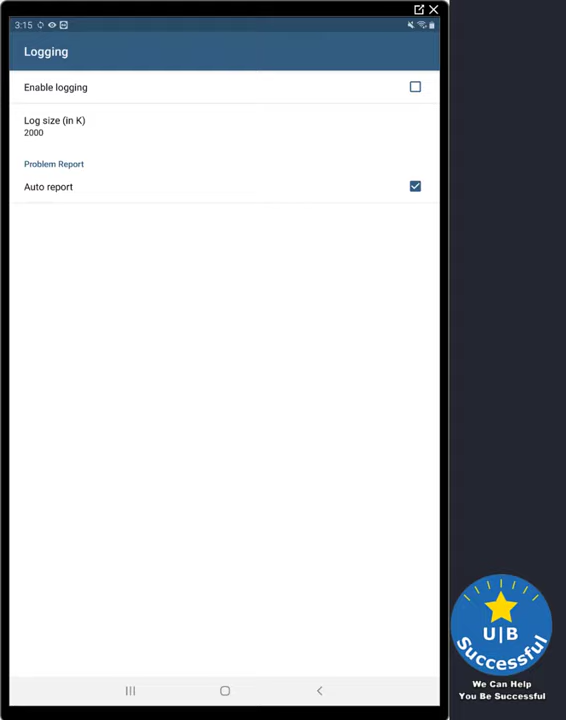 3:15
Logging
Enable logging
Log size (in K)
2000
Problem Report
Auto report
U|B
Successful
We Can Help
You Be Successful